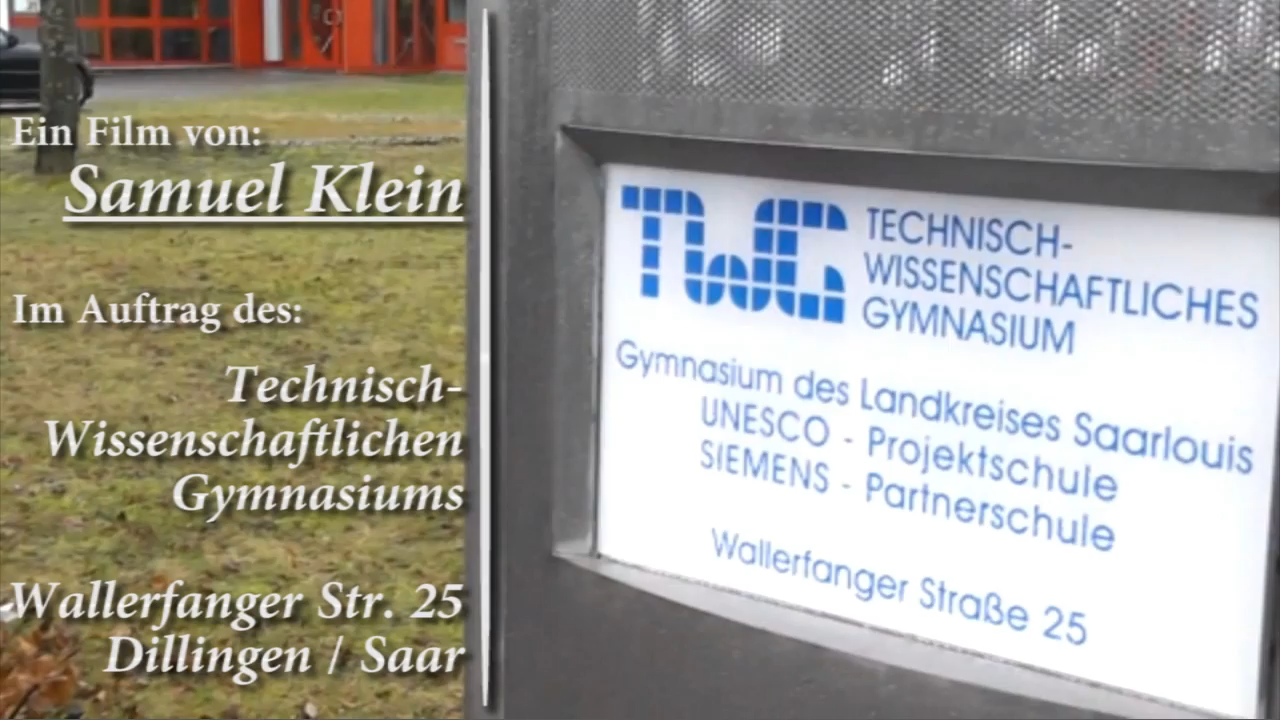 Ein Film von:
Samuel Klein
Im Auftrag des:
Technisch-
Wissenschaftlichen
Gymnasiums
Wallerfanger Str. 25
Dillingen / Saar
TWG
TECHNISCH-
WISSENSCHAFTLICHES
GYMNASIUM
Gymnasium des Landkreises Saarlouis
UNESCO - Projektschule
SIEMENS - Partnerschule
Wallerfanger Straße 25